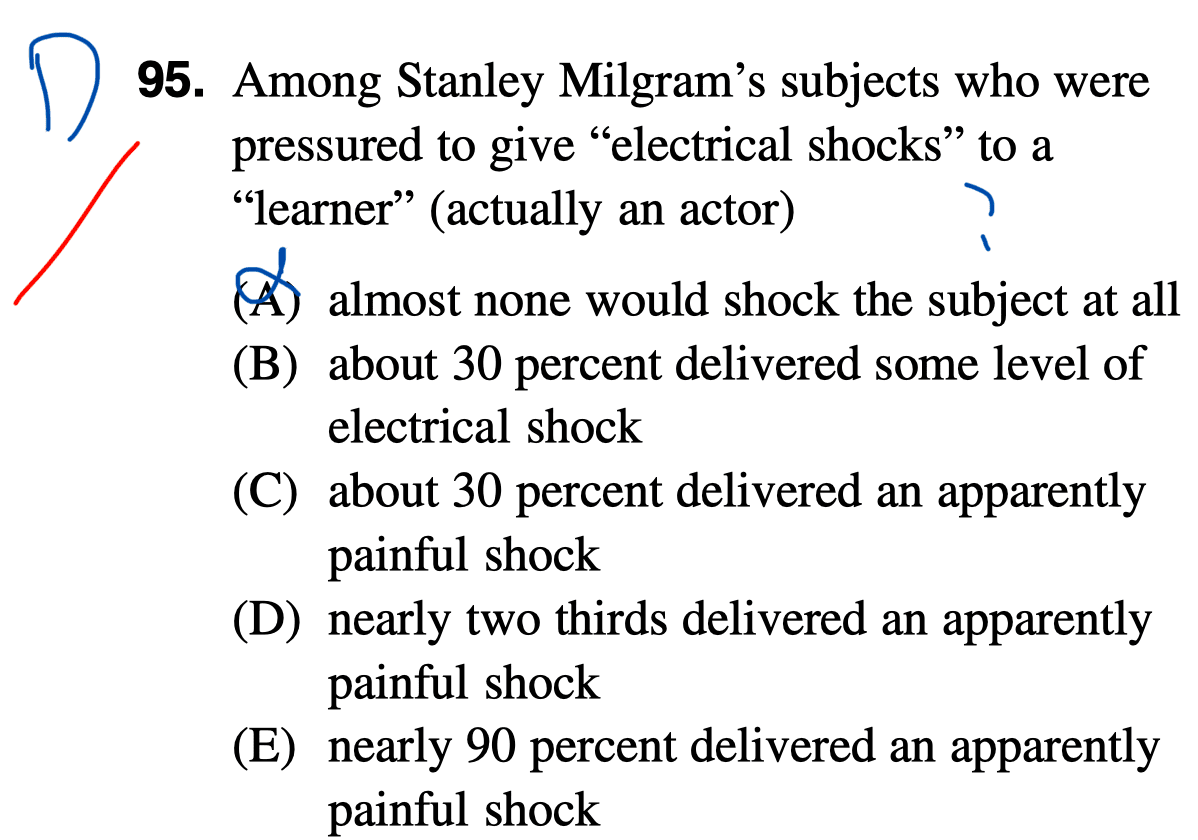 D
95. Among Stanley Milgram’s subjects who were
pressured to give “electrical shocks” to a
“learner” (actually an actor)
?
(A) almost none would shock the subject at all
(B) about 30 percent delivered some level of
electrical shock
(C) about 30 percent delivered an apparently
painful shock
(D) nearly two thirds delivered an apparently
painful shock
(E) nearly 90 percent delivered an apparently
painful shock